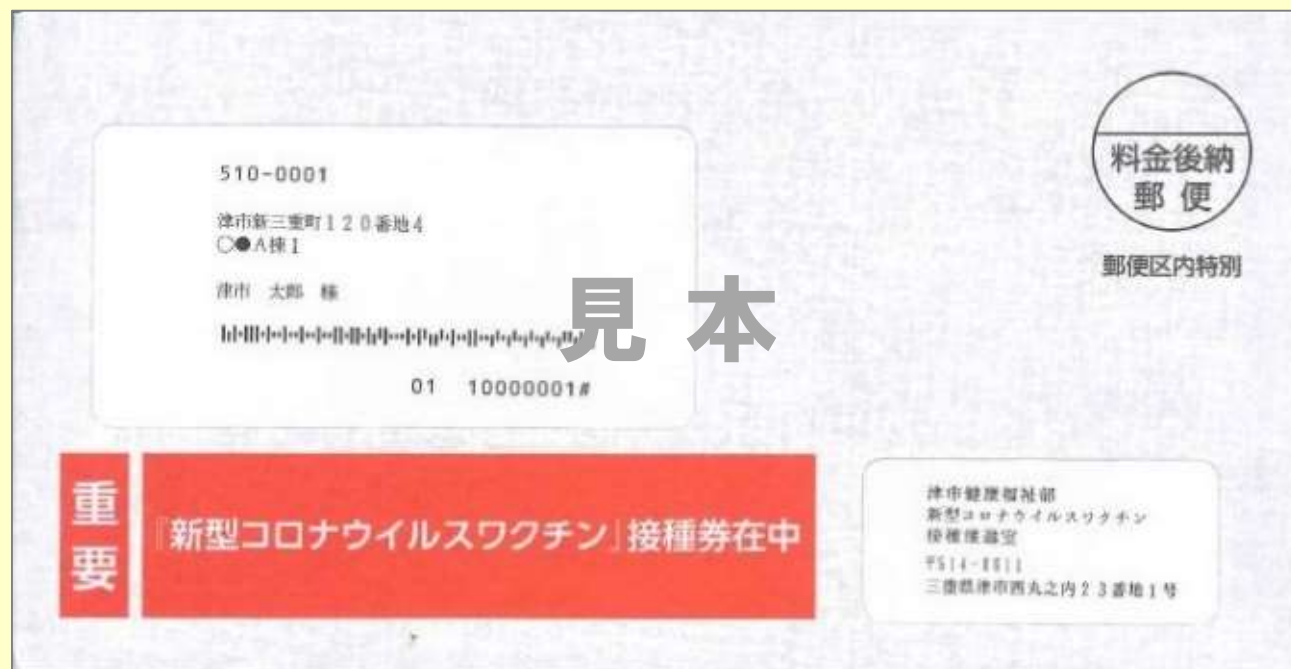 510-0001
津市新三重町120番地4
○●A棟1
津市 太郎 様
01 10000001#
見本
料金後納
郵便
郵便区内特別
重要
『新型コロナウイルスワクチン』接種券在中
津市健康福祉部
新型コロナウイルスワクチン
接種推進室
三重県津市西丸之内23番地1号